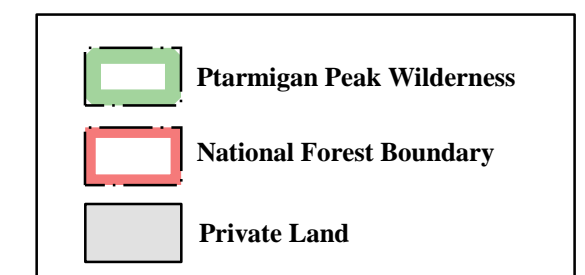 Ptarmigan Peak Wilderness
National Forest Boundary
Private Land